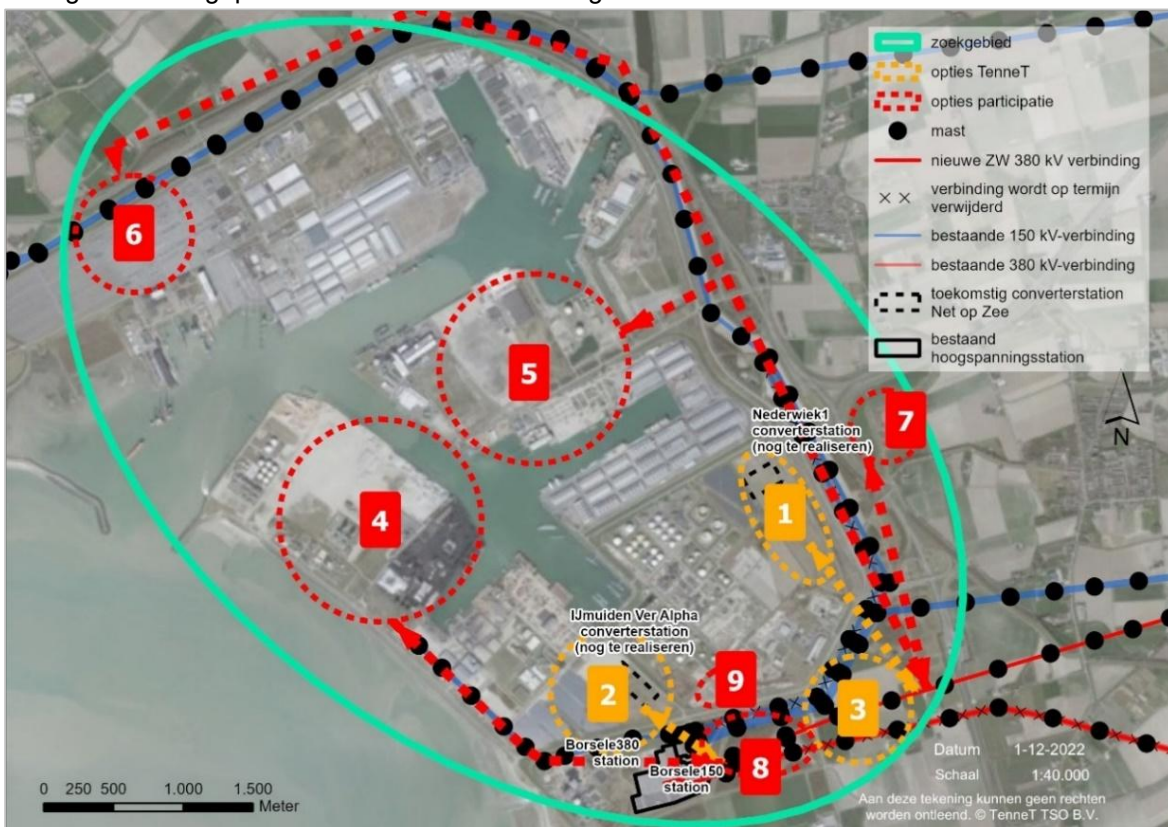 zoekgebied
opties TenneT
opties participatie
mast
nieuwe ZW 380 kV verbinding
verbinding wordt op termijn
verwijderd
bestaande 150 kV-verbinding
bestaande 380 kV-verbinding
toekomstig converterstation
Net op Zee
bestaand
hoogspanningsstation
N
6
5
7
4
Nederwiek1
converterstation
(nog te realiseren)
1
IJmuiden Ver Alpha
converterstation
(nog te realiseren)
2
9
3
Borsele380
station
Borsele150
station
8
Datum 1-12-2022
Schaal 1:40.000
Aan deze tekening kunnen geen rechten
worden ontleend. © TenneT TSO B.V.
0 250 500 1.000 1.500
Meter